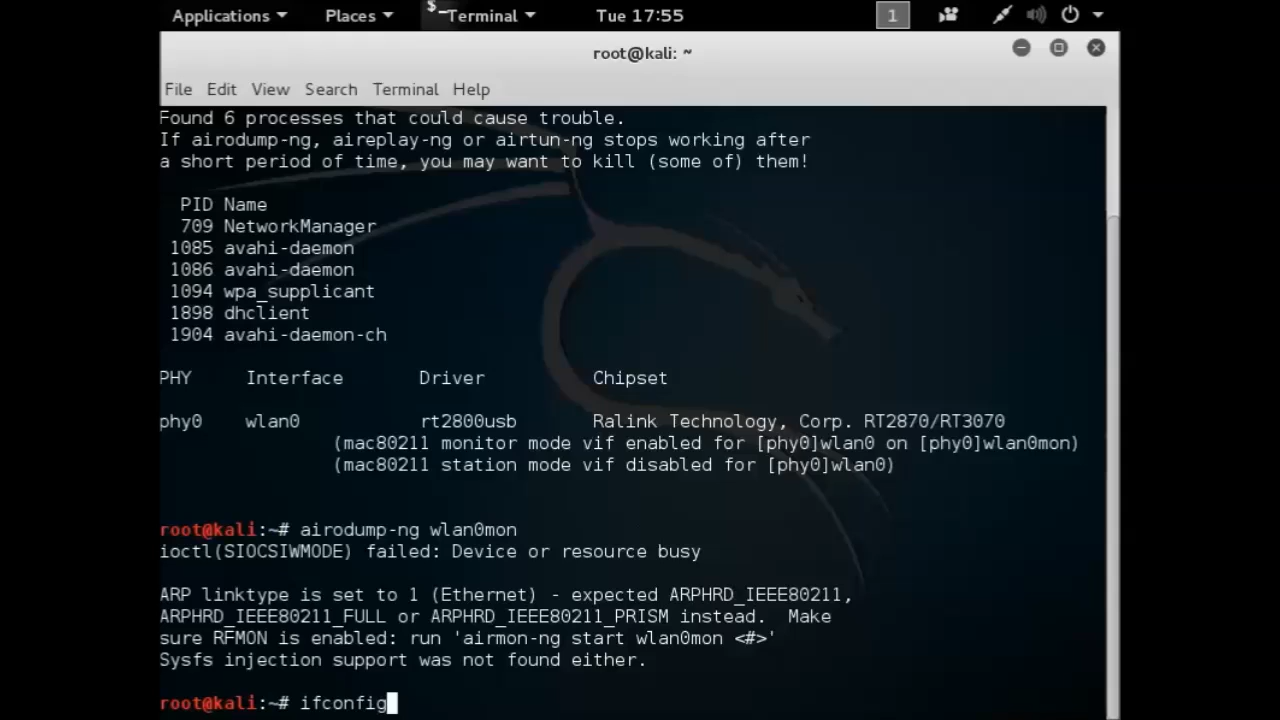 Applications Places Terminal Tue 17:55 1
root@kali: ~
File Edit View Search Terminal Help
Found 6 processes that could cause trouble.
If airodump-ng, aireplay-ng or airtun-ng stops working after
a short period of time, you may want to kill (some of) them!
PID Name
709 NetworkManager
1085 avahi-daemon
1086 avahi-daemon
1094 wpa_supplicant
1898 dhclient
1904 avahi-daemon-ch
PHY Interface Driver Chipset
phy0 wlan0 rt2800usb Ralink Technology, Corp. RT2870/RT3070
(mac80211 monitor mode vif enabled for [phy0]wlan0 on [phy0]wlan0mon)
(mac80211 station mode vif disabled for [phy0]wlan0)
root@kali:~# airodump-ng wlan0mon
ioctl(SIOCSIWMODE) failed: Device or resource busy
ARP linktype is set to 1 (Ethernet) - expected ARPHRD_IEEE80211,
ARPHRD_IEEE80211_FULL or ARPHRD_IEEE80211_PRISM instead.  Make
sure RFMON is enabled: run 'airmon-ng start wlan0mon <#>'
Sysfs injection support was not found either.
root@kali:~# ifconfig